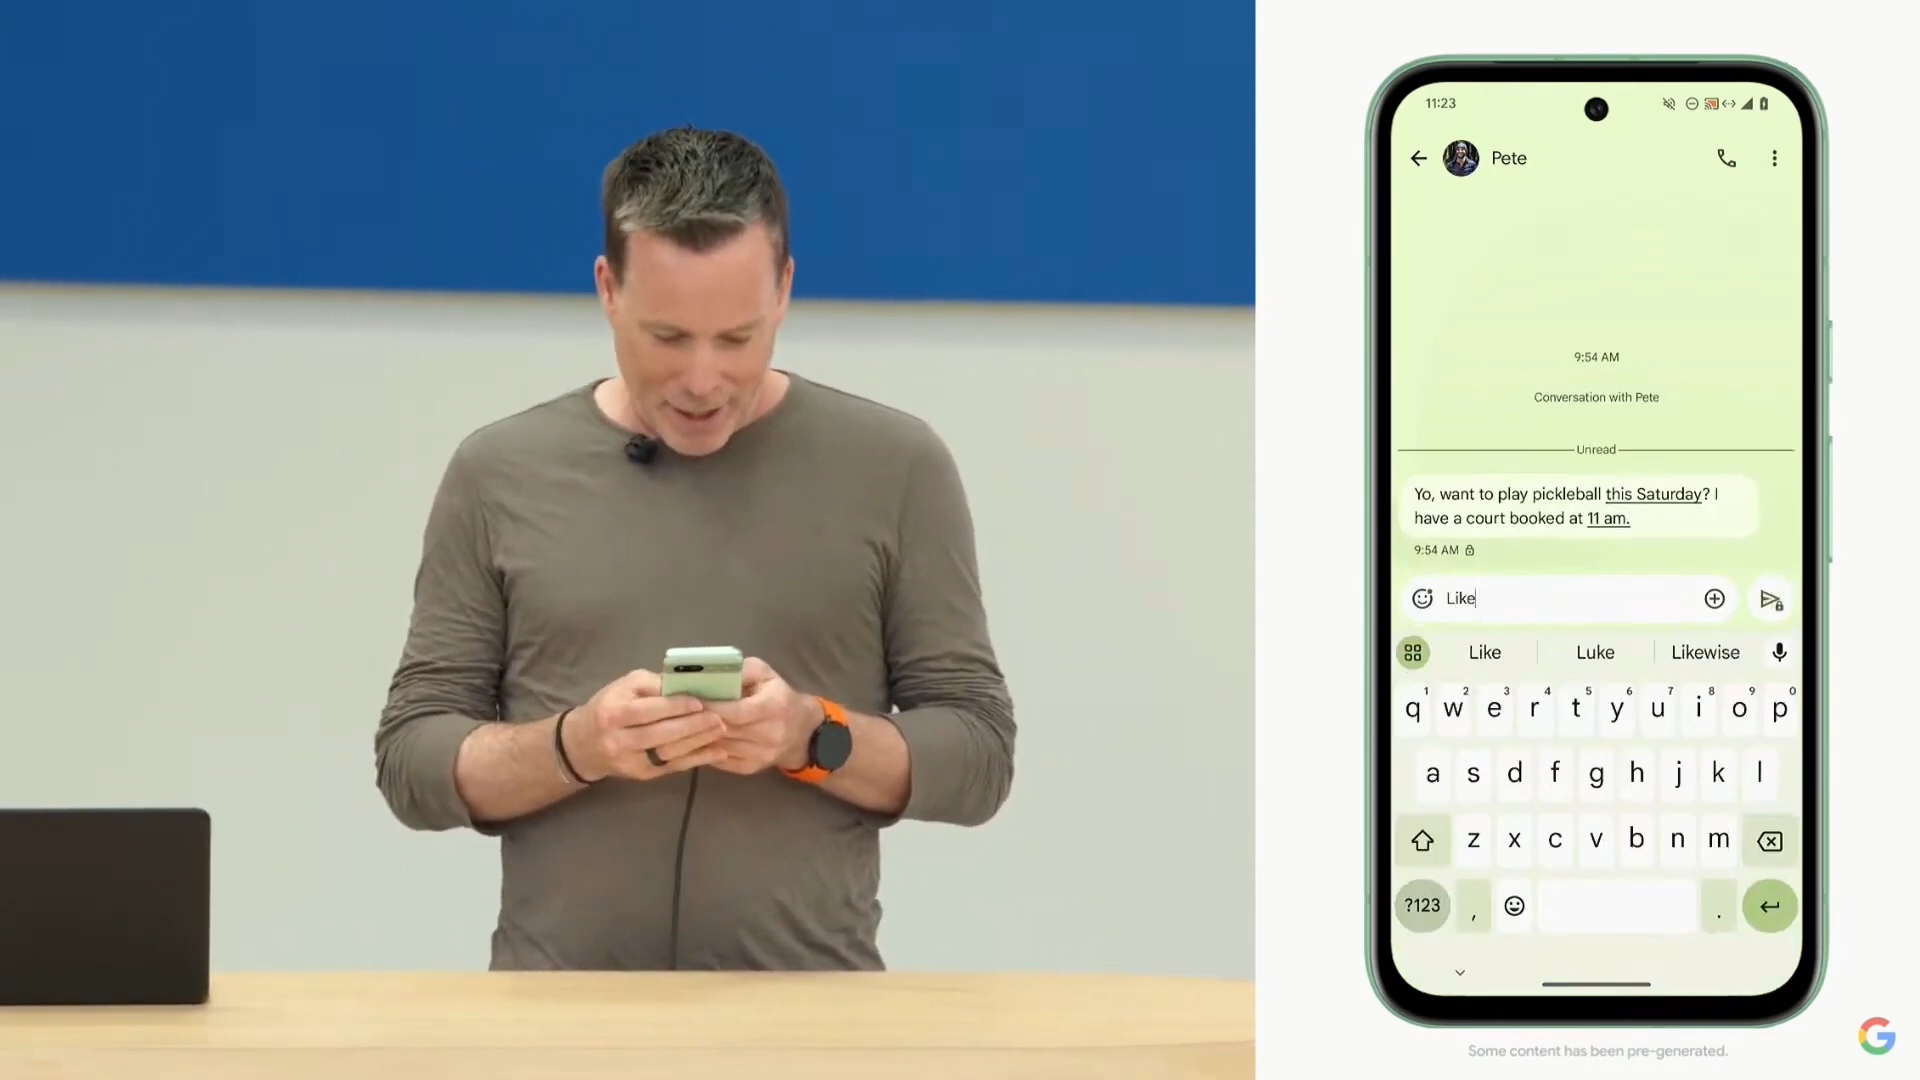 11:23
Pete
9:54 AM
Conversation with Pete
Unread
Yo, want to play pickleball this Saturday? I
have a court booked at 11 am.
9:54 AM
Like
Like Luke Likewise
1 2 3 4 5 6 7 8 9 0
q w e r t y u i o p
a s d f g h j k l
z x c v b n m
?123 , .
Some content has been pre-generated.
G